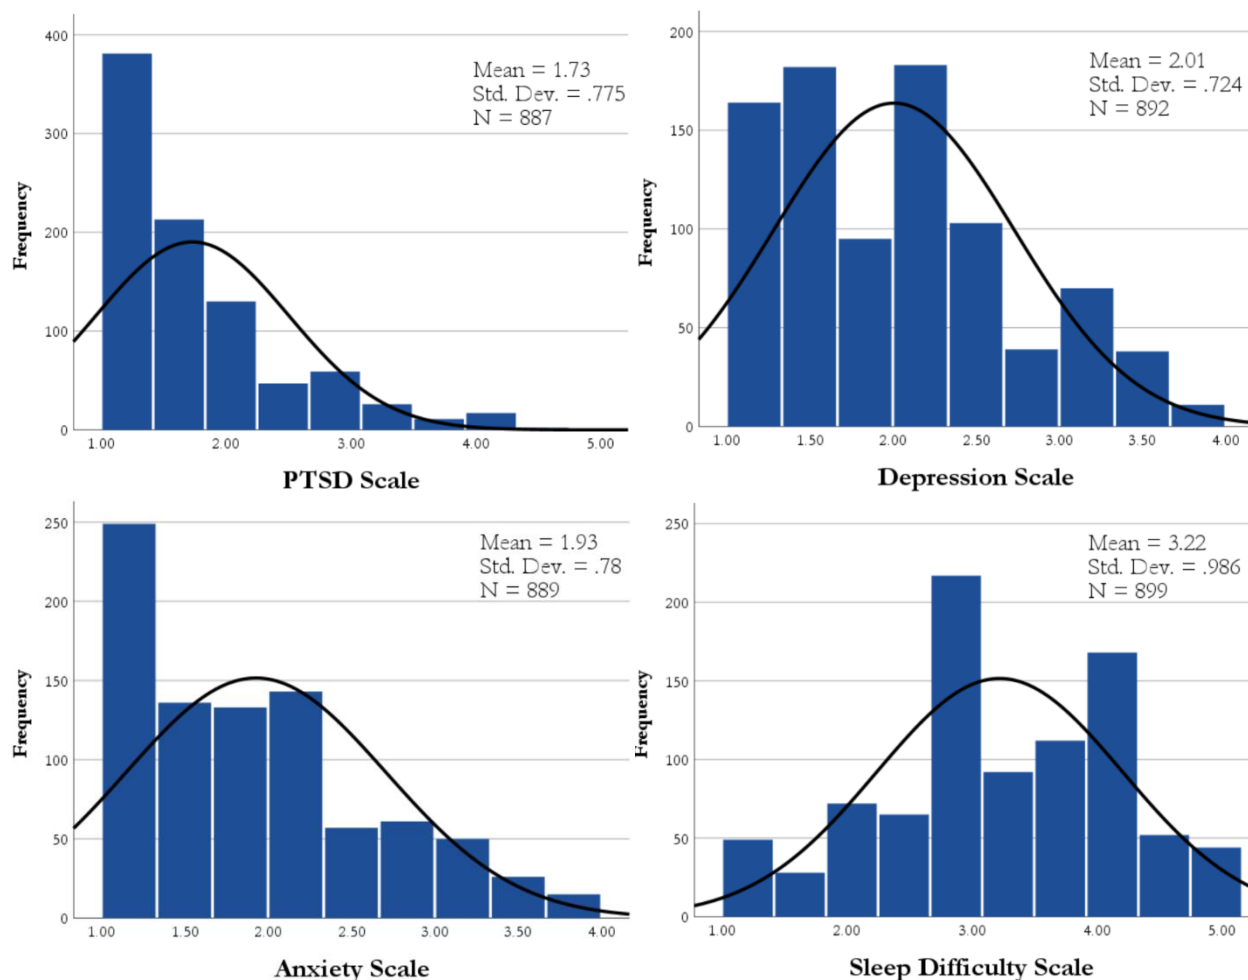 400
300
200
100
0
Frequency
Mean = 1.73
Std. Dev. = .775
N = 887
1.00 2.00 3.00 4.00 5.00
PTSD Scale
200
150
100
50
0
Frequency
Mean = 2.01
Std. Dev. = .724
N = 892
1.00 1.50 2.00 2.50 3.00 3.50 4.00
Depression Scale
250
200
150
100
50
0
Frequency
Mean = 1.93
Std. Dev. = .78
N = 889
1.00 1.50 2.00 2.50 3.00 3.50 4.00
Anxiety Scale
250
200
150
100
50
0
Frequency
Mean = 3.22
Std. Dev. = .986
N = 899
1.00 2.00 3.00 4.00 5.00
Sleep Difficulty Scale